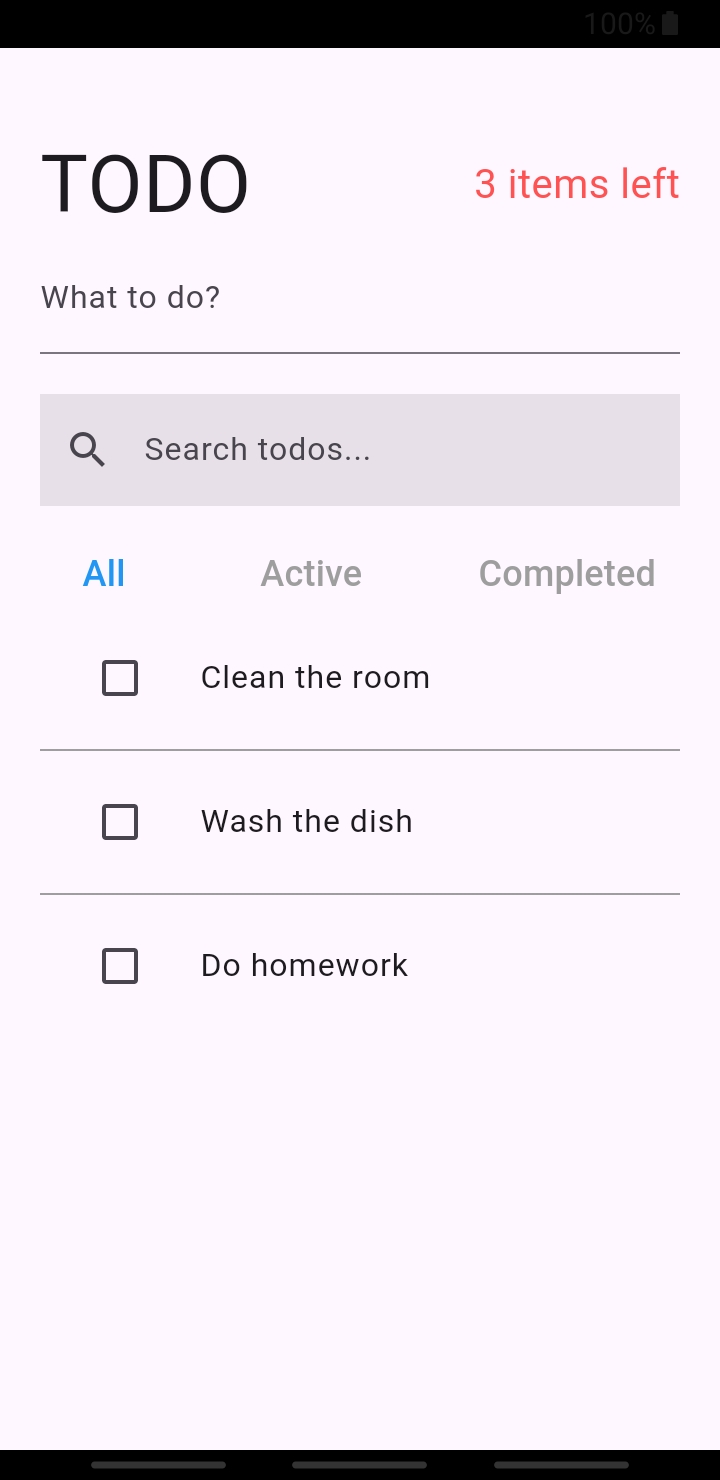 100%
TODO
3 items left
What to do?
Search todos...
All Active Completed
Clean the room
Wash the dish
Do homework